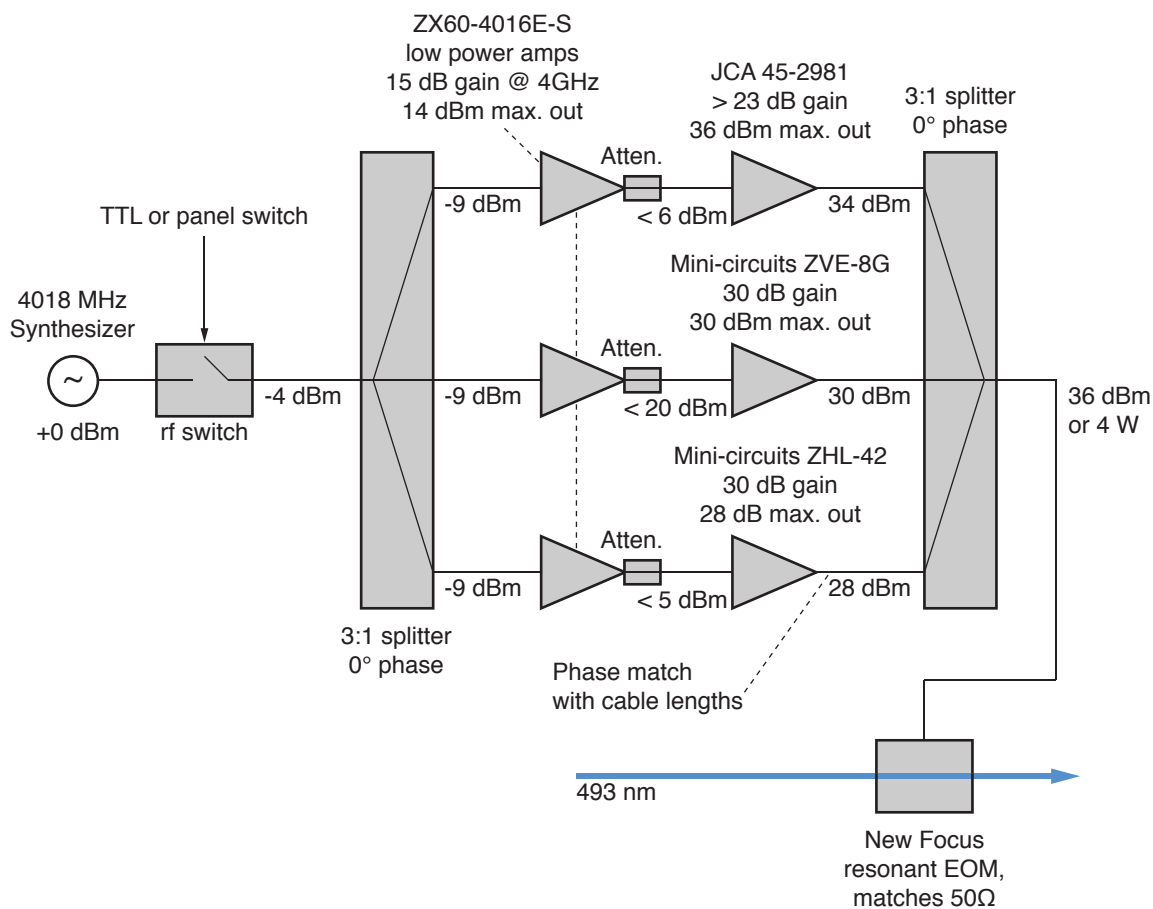 ZX60-4016E-S
low power amps
15 dB gain @ 4GHz
14 dBm max. out
JCA 45-2981
> 23 dB gain
36 dBm max. out
3:1 splitter
0° phase
Atten.
-9 dBm
< 6 dBm
34 dBm
TTL or panel switch
4018 MHz
Synthesizer
~
+0 dBm
rf switch
-4 dBm
Mini-circuits ZVE-8G
30 dB gain
30 dBm max. out
Atten.
-9 dBm
< 20 dBm
30 dBm
36 dBm
or 4 W
Mini-circuits ZHL-42
30 dB gain
28 dB max. out
Atten.
-9 dBm
< 5 dBm
28 dBm
3:1 splitter
0° phase
Phase match
with cable lengths
493 nm
New Focus
resonant EOM,
matches 50Ω